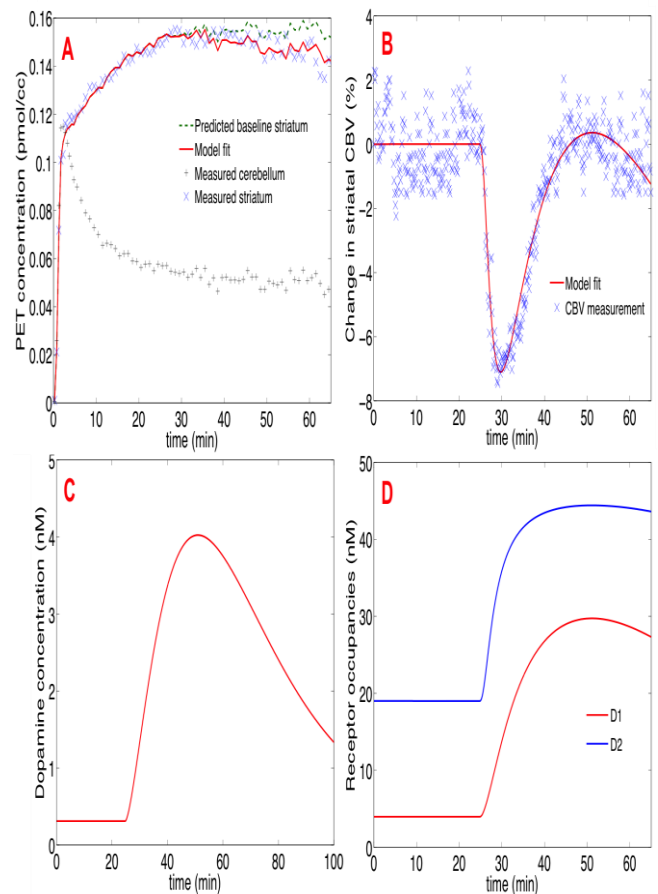 A
PET concentration (pmol/cc)
0.16
0.14
0.12
0.1
0.08
0.06
0.04
0.02
0
Predicted baseline striatum
Model fit
Measured cerebellum
Measured striatum
0 10 20 30 40 50 60
time (min)
B
Change in striatal CBV (%)
4
2
0
−2
−4
−6
−8
Model fit
CBV measurement
0 10 20 30 40 50 60
time (min)
C
Dopamine concentration (nM)
5
4
3
2
1
0
0 20 40 60 80 100
time (min)
D
Receptor occupancies (nM)
50
40
30
20
10
0
D1
D2
0 10 20 30 40 50 60
time (min)